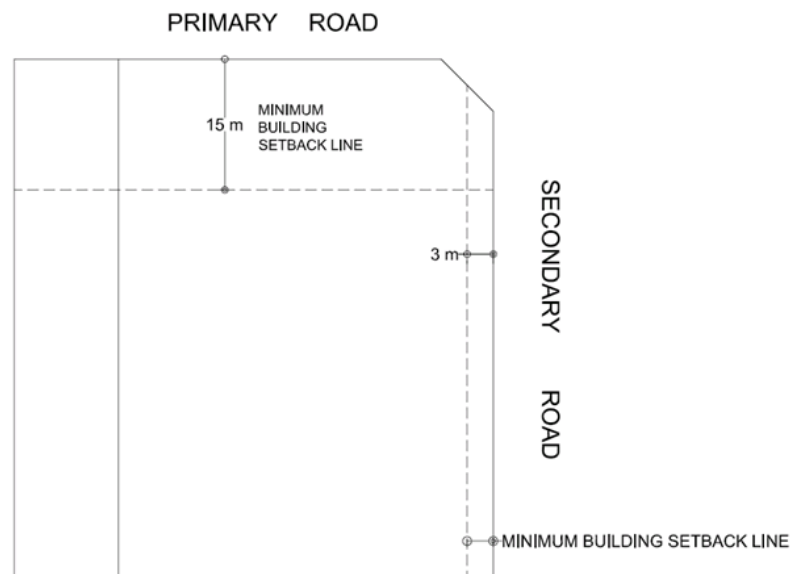 PRIMARY ROAD
15 m
MINIMUM
BUILDING
SETBACK LINE
3 m
SECONDARY ROAD
MINIMUM BUILDING SETBACK LINE